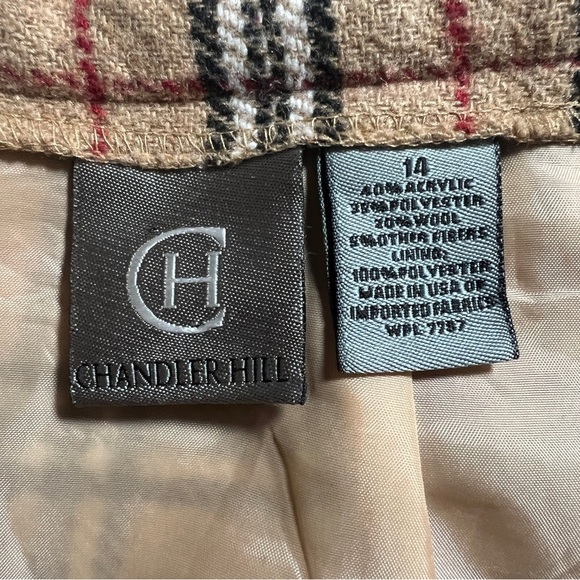 CH
CHANDLER HILL
14
40% ACRYLIC
35% POLYESTER
20% WOOL
5% OTHER FIBERS
LINING:
100% POLYESTER
MADE IN USA OF
IMPORTED FABRICS
WPL 7787